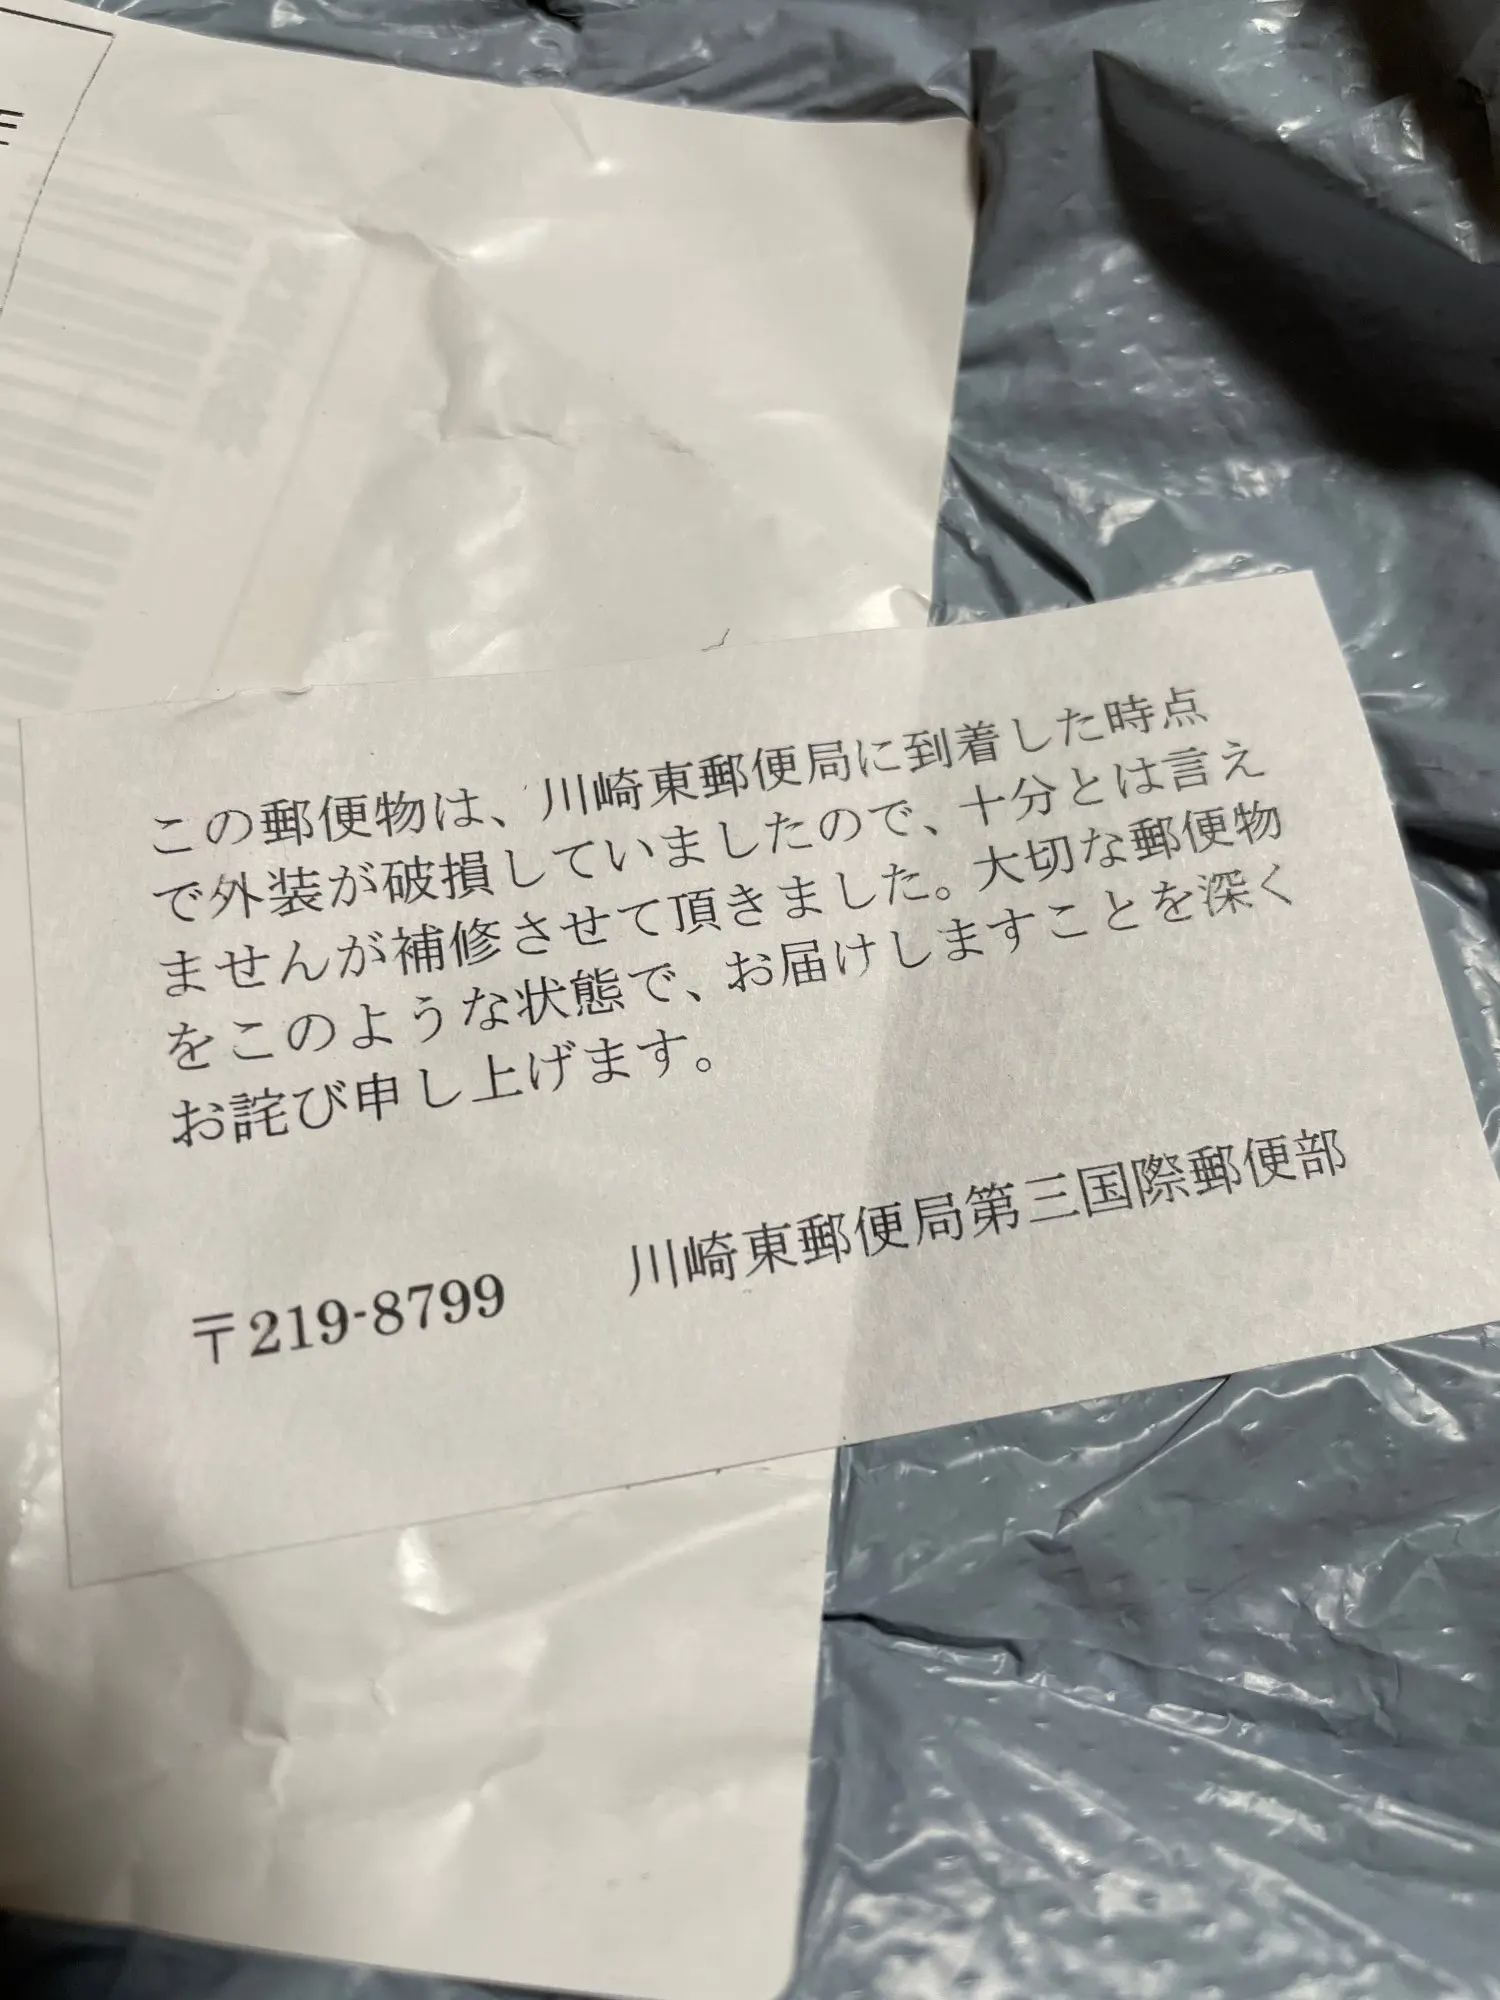 この郵便物は、川崎東郵便局に到着した時点
で外装が破損していましたので、十分とは言え
ませんが補修させて頂きました。大切な郵便物
をこのような状態で、お届けしますことを深く
お詫び申し上げます。
川崎東郵便局第三国際郵便部
〒219-8799